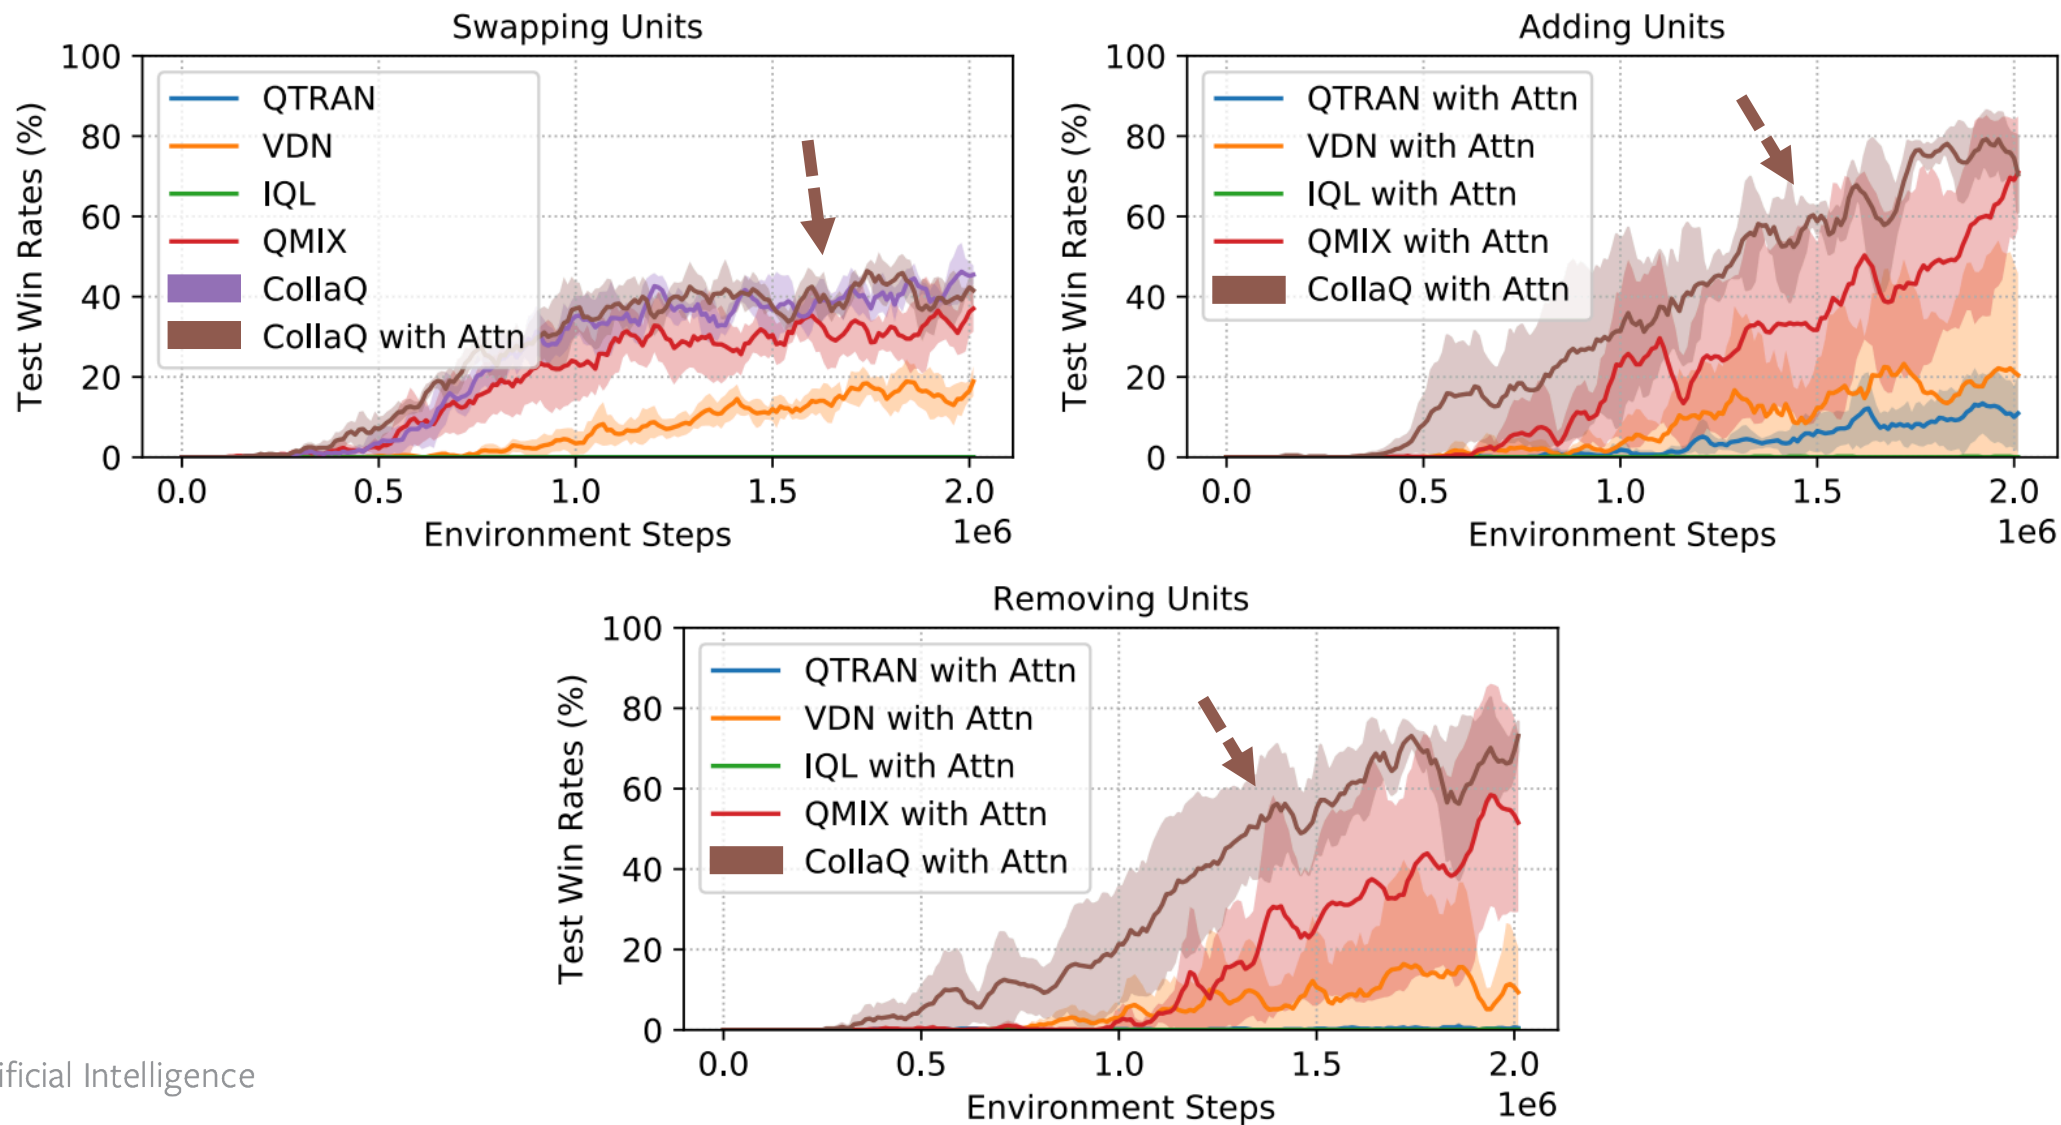 Swapping Units
Test Win Rates (%)
100
80
60
40
20
0
QTRAN
VDN
IQL
QMIX
CollaQ
CollaQ with Attn
0.0 0.5 1.0 1.5 2.0
Environment Steps
1e6
Adding Units
Test Win Rates (%)
100
80
60
40
20
0
QTRAN with Attn
VDN with Attn
IQL with Attn
QMIX with Attn
CollaQ with Attn
0.0 0.5 1.0 1.5 2.0
Environment Steps
1e6
Removing Units
Test Win Rates (%)
100
80
60
40
20
0
QTRAN with Attn
VDN with Attn
IQL with Attn
QMIX with Attn
CollaQ with Attn
0.0 0.5 1.0 1.5 2.0
Environment Steps
1e6
ificial Intelligence